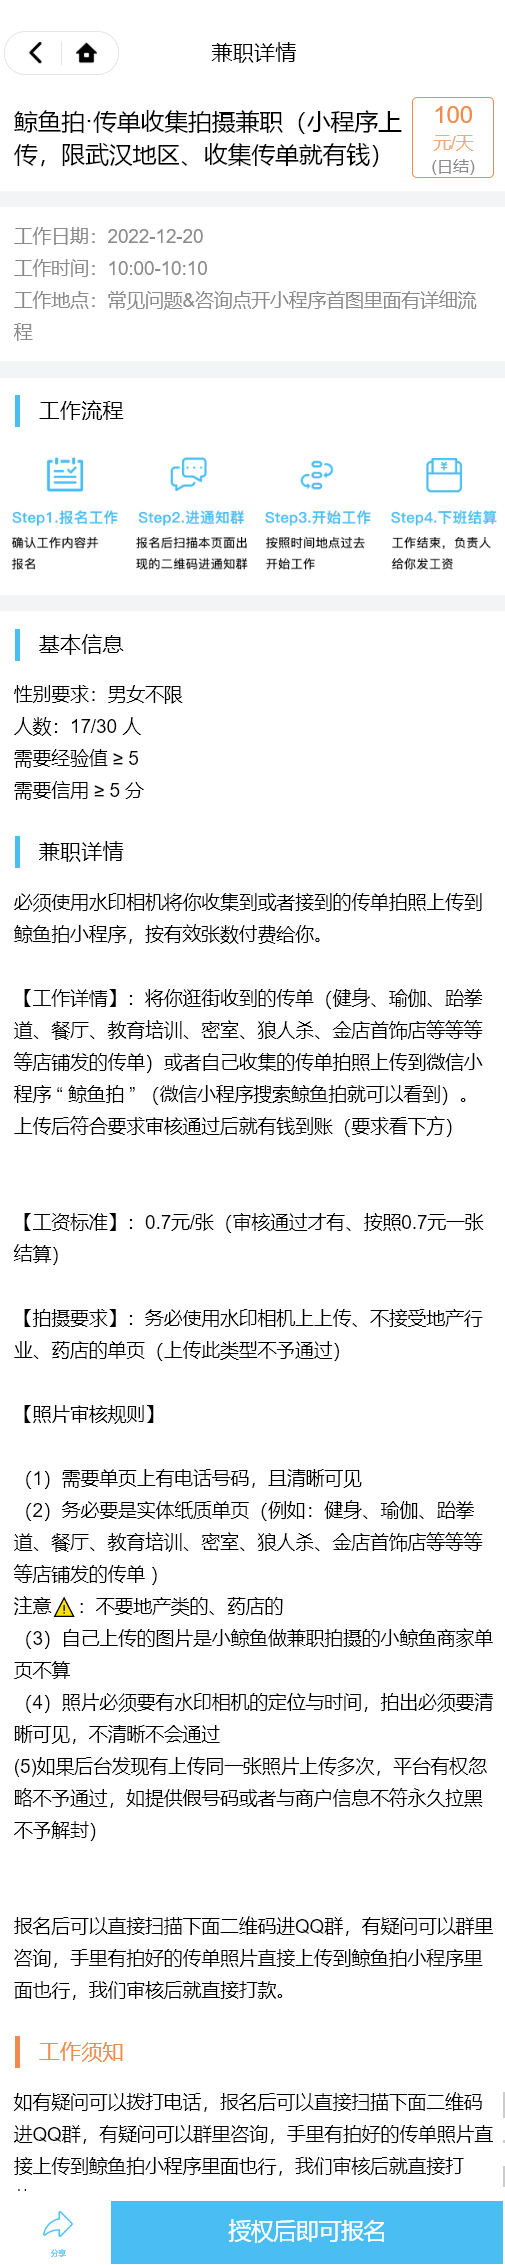 兼职详情
鲸鱼拍·传单收集拍摄兼职（小程序上
传，限武汉地区、收集传单就有钱）
100
元/天
(日结)
工作日期：2022-12-20
工作时间：10:00-10:10
工作地点：常见问题&咨询点开小程序首图里面有详细流
程
工作流程
Step1.报名工作
确认工作内容并
报名
Step2.进通知群
报名后扫描本页面出
现的二维码进通知群
Step3.开始工作
按照时间地点过去
开始工作
Step4.下班结算
工作结束，负责人
给你发工资
基本信息
性别要求：男女不限
人数：17/30 人
需要经验值 ≥ 5
需要信用 ≥ 5 分
兼职详情
必须使用水印相机将你收集到或者接到的传单拍照上传到
鲸鱼拍小程序，按有效张数付费给你。
【工作详情】：将你逛街收到的传单（健身、瑜伽、跆拳
道、餐厅、教育培训、密室、狼人杀、金店首饰店等等等
等店铺发的传单）或者自己收集的传单拍照上传到微信小
程序 “ 鲸鱼拍 ” （微信小程序搜索鲸鱼拍就可以看到）。
上传后符合要求审核通过后就有钱到账（要求看下方）
【工资标准】：0.7元/张（审核通过才有、按照0.7元一张
结算）
【拍摄要求】：务必使用水印相机上上传、不接受地产行
业、药店的单页（上传此类型不予通过）
【照片审核规则】
（1）需要单页上有电话号码，且清晰可见
（2）务必要是实体纸质单页（例如：健身、瑜伽、跆拳
道、餐厅、教育培训、密室、狼人杀、金店首饰店等等等
等店铺发的传单 ）
注意⚠：不要地产类的、药店的
（3）自己上传的图片是小鲸鱼做兼职拍摄的小鲸鱼商家单
页不算
（4）照片必须要有水印相机的定位与时间，拍出必须要清
晰可见，不清晰不会通过
(5)如果后台发现有上传同一张照片上传多次，平台有权忽
略不予通过，如提供假号码或者与商户信息不符永久拉黑
不予解封）
报名后可以直接扫描下面二维码进QQ群，有疑问可以群里
咨询，手里有拍好的传单照片直接上传到鲸鱼拍小程序里
面也行，我们审核后就直接打款。
工作须知
如有疑问可以拨打电话，报名后可以直接扫描下面二维码
进QQ群，有疑问可以群里咨询，手里有拍好的传单照片直
接上传到鲸鱼拍小程序里面也行，我们审核后就直接打
分享
授权后即可报名